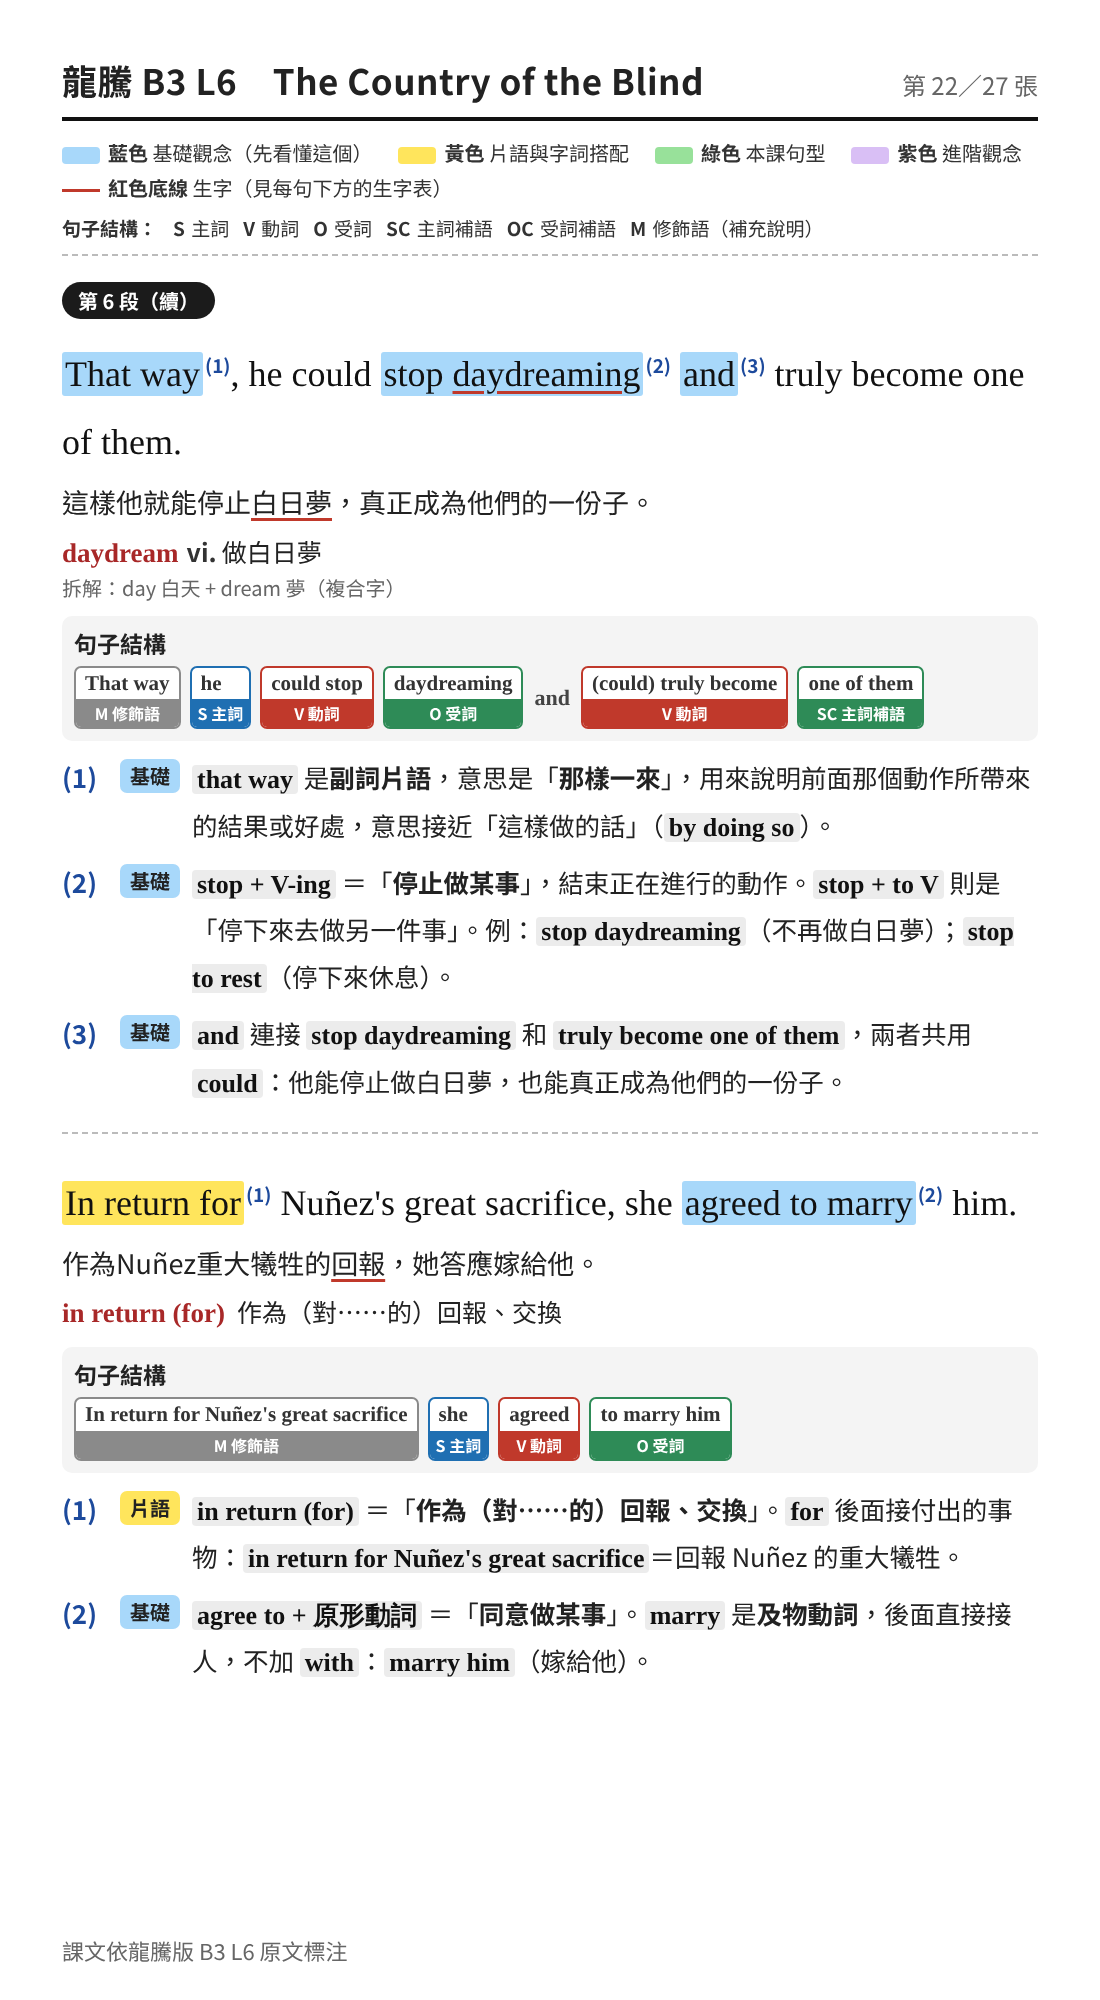 龍騰 B3 L6　The Country of the Blind
第 22／27 張
藍色 基礎觀念（先看懂這個） 黃色 片語與字詞搭配 綠色 本課句型 紫色 進階觀念
紅色底線 生字（見每句下方的生字表）
句子結構： S 主詞 V 動詞 O 受詞 SC 主詞補語 OC 受詞補語 M 修飾語（補充說明）
第 6 段（續）
That way(1), he could stop daydreaming(2) and(3) truly become one
of them.
這樣他就能停止白日夢，真正成為他們的一份子。
daydream vi. 做白日夢
拆解：day 白天 + dream 夢（複合字）
句子結構
That way he could stop daydreaming and (could) truly become one of them
M 修飾語 S 主詞 V 動詞 O 受詞 V 動詞 SC 主詞補語
(1) 基礎 that way 是副詞片語，意思是「那樣一來」，用來說明前面那個動作所帶來
的結果或好處，意思接近「這樣做的話」（by doing so）。
(2) 基礎 stop + V-ing ＝「停止做某事」，結束正在進行的動作。stop + to V 則是
「停下來去做另一件事」。例：stop daydreaming（不再做白日夢）；stop
to rest（停下來休息）。
(3) 基礎 and 連接 stop daydreaming 和 truly become one of them，兩者共用
could：他能停止做白日夢，也能真正成為他們的一份子。
In return for(1) Nuñez's great sacrifice, she agreed to marry(2) him.
作為Nuñez重大犧牲的回報，她答應嫁給他。
in return (for) 作為（對……的）回報、交換
句子結構
In return for Nuñez's great sacrifice she agreed to marry him
M 修飾語 S 主詞 V 動詞 O 受詞
(1) 片語 in return (for) ＝「作為（對……的）回報、交換」。for 後面接付出的事
物：in return for Nuñez's great sacrifice＝回報 Nuñez 的重大犧牲。
(2) 基礎 agree to + 原形動詞 ＝「同意做某事」。marry 是及物動詞，後面直接接
人，不加 with：marry him（嫁給他）。
課文依龍騰版 B3 L6 原文標注